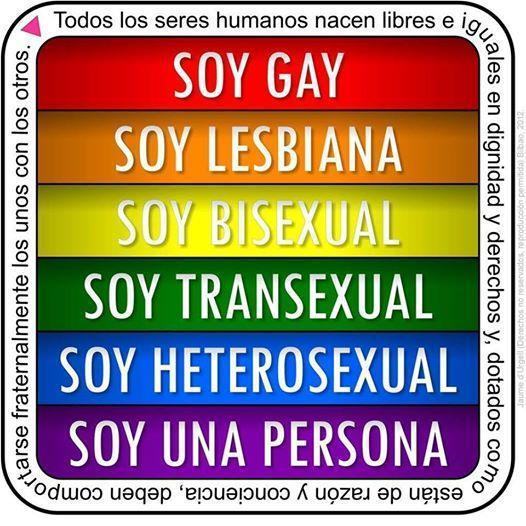 Todos los seres humanos nacen libres e iguales en dignidad y derechos y, dotados como están de razón y conciencia, deben comportarse fraternalmente los unos con los otros.
SOY GAY
SOY LESBIANA
SOY BISEXUAL
SOY TRANSEXUAL
SOY HETEROSEXUAL
SOY UNA PERSONA
Jaume d'Urgell (Derechos no reservados, reproducción permitida) Bilbao, 2012.